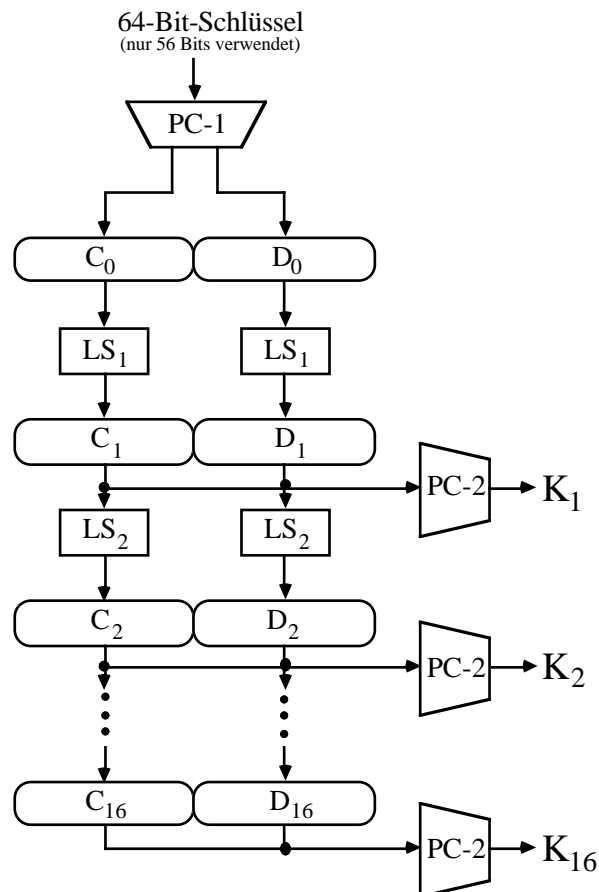 64-Bit-Schlüssel
(nur 56 Bits verwendet)
PC-1
C0 D0
LS1 LS1
C1 D1
PC-2 K1
LS2 LS2
C2 D2
PC-2 K2
C16 D16
PC-2 K16